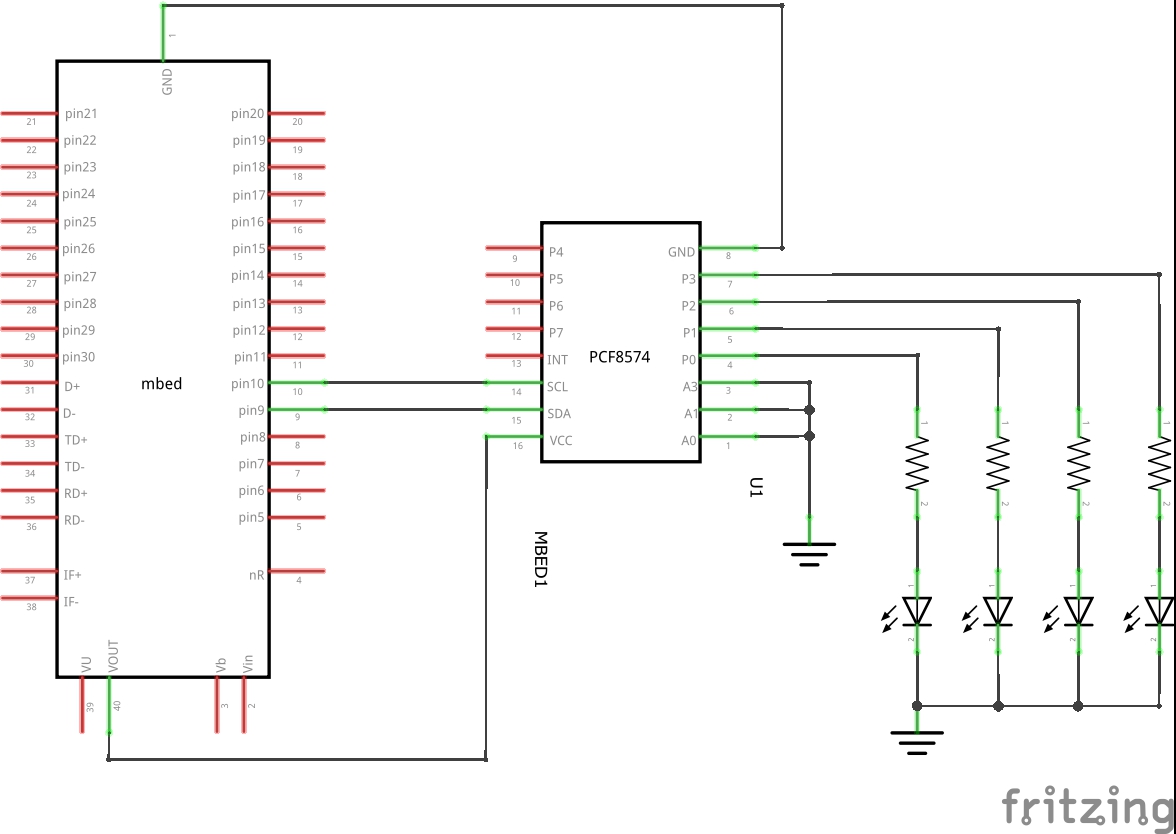 1
GND
pin21 pin20
21 20
pin22 pin19
22 19
pin23 pin18
23 18
pin24 pin17
24 17
pin25 pin16
25 16
pin26 pin15
26 15
pin27 pin14
27 14
pin28 pin13
28 13
pin29 pin12
29 12
pin30 pin11
30 11
D+ mbed pin10
31 10
D- pin9
32 9
TD+ pin8
33 8
TD- pin7
34 7
RD+ pin6
35 6
RD- pin5
36 5
IF+ nR
37 4
IF-
38
VU VOUT Vb Vin
39 40 3 2
P4 GND
9 8
P5 P3
10 7
P6 P2
11 6
P7 P1
12 5
INT PCF8574 P0
13 4
SCL A3
14 3
SDA A1
15 2
VCC A0
16 1
U1
MBED1
1 1 1 1
2 2 2 2
1 1 1 1
2 2 2 2
fritzing